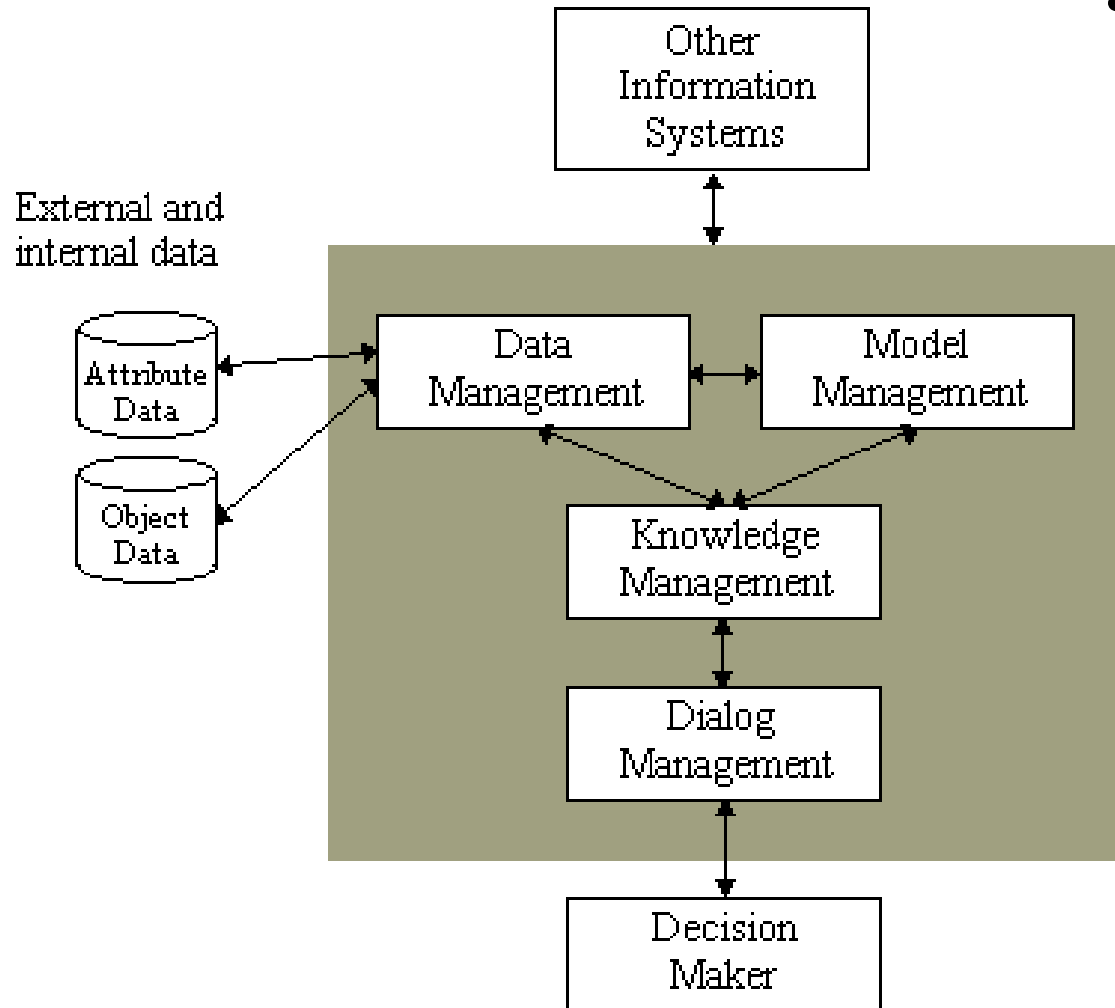 Other
Information
Systems
External and
internal data
Attribute
Data
Object
Data
Data
Management
Model
Management
Knowledge
Management
Dialog
Management
Decision
Maker